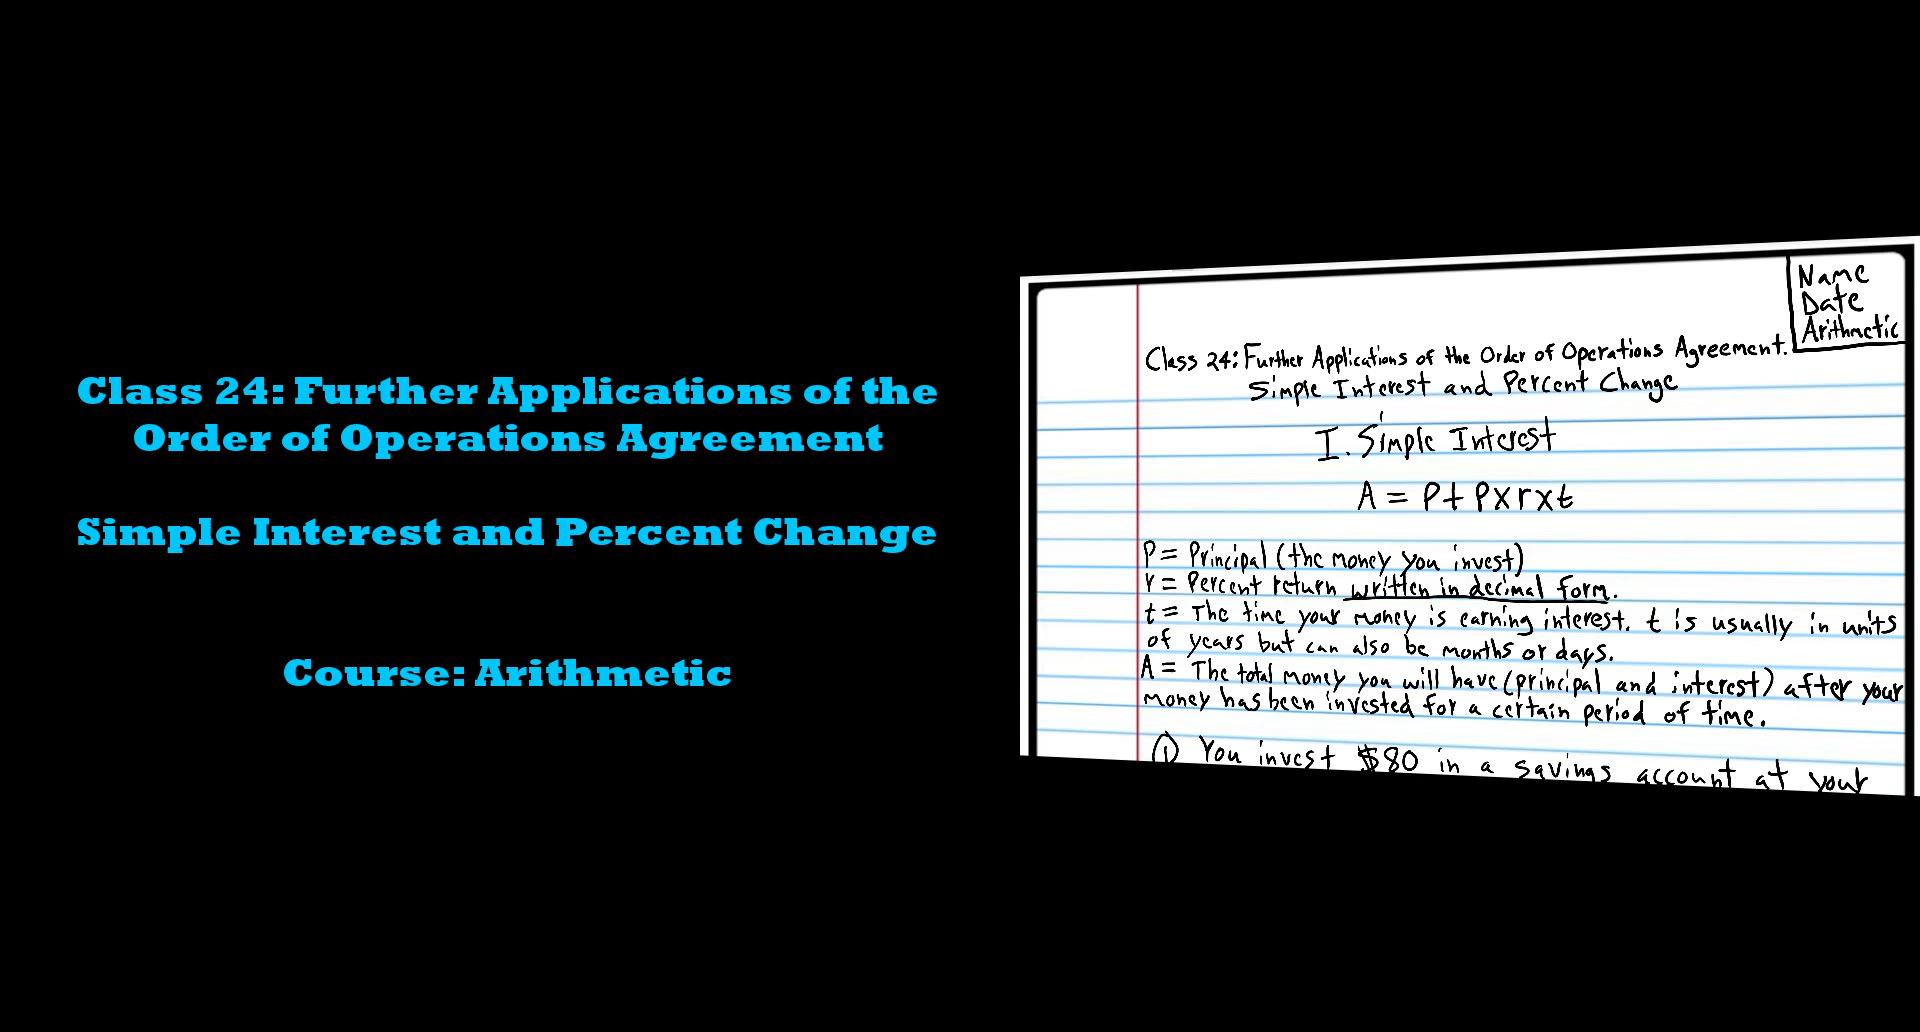 Class 24: Further Applications of the
Order of Operations Agreement
Simple Interest and Percent Change
Course: Arithmetic
Name
Date
Arithmetic
Class 24: Further Applications of the Order of Operations Agreement.
Simple Interest and Percent Change
I. Simple Interest
A = P + P x r x t
P = Principal (the money you invest)
r = Percent return written in decimal form.
t = The time your money is earning interest. t is usually in units
of years but can also be months or days.
A = The total money you will have (principal and interest) after your
money has been invested for a certain period of time.
① You invest $80 in a savings account at your